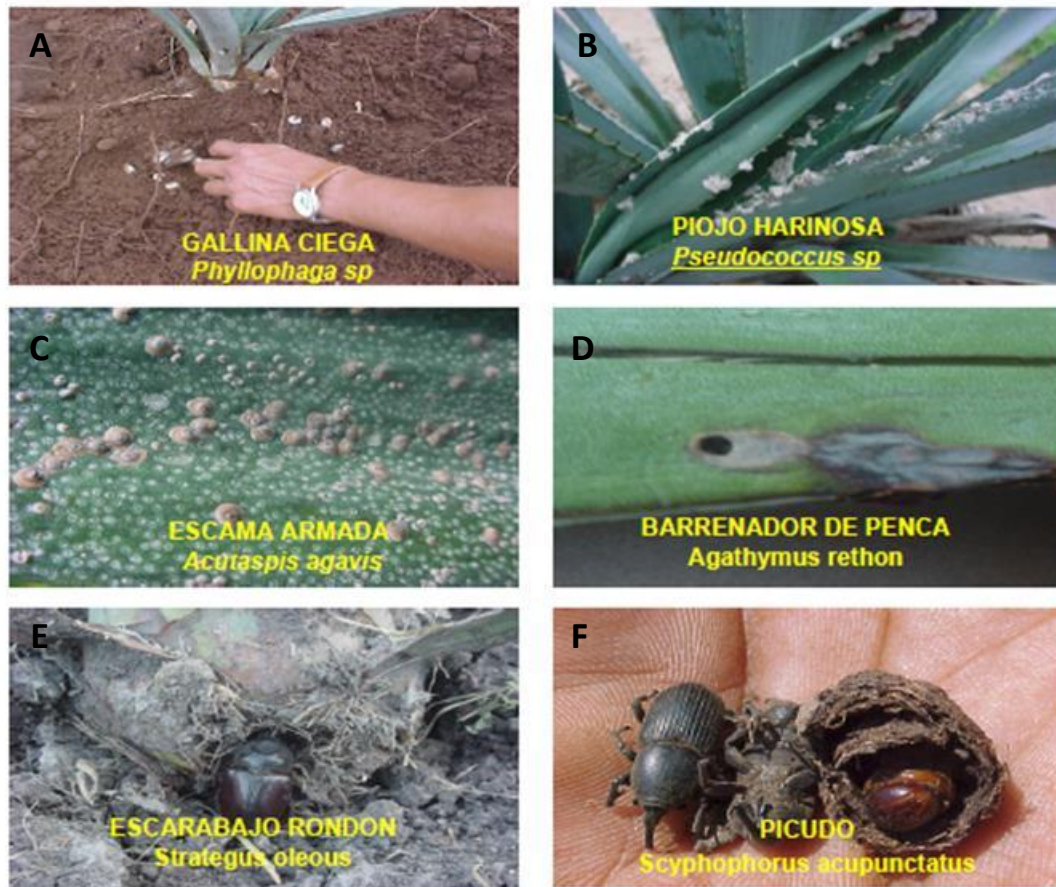 A
GALLINA CIEGA
Phyllophaga sp
B
PIOJO HARINOSA
Pseudococcus sp
C
ESCAMA ARMADA
Acutaspis agavis
D
BARRENADOR DE PENCA
Agathymus rethon
E
ESCARABAJO RONDON
Strategus oleous
F
PICUDO
Scyphophorus acupunctatus